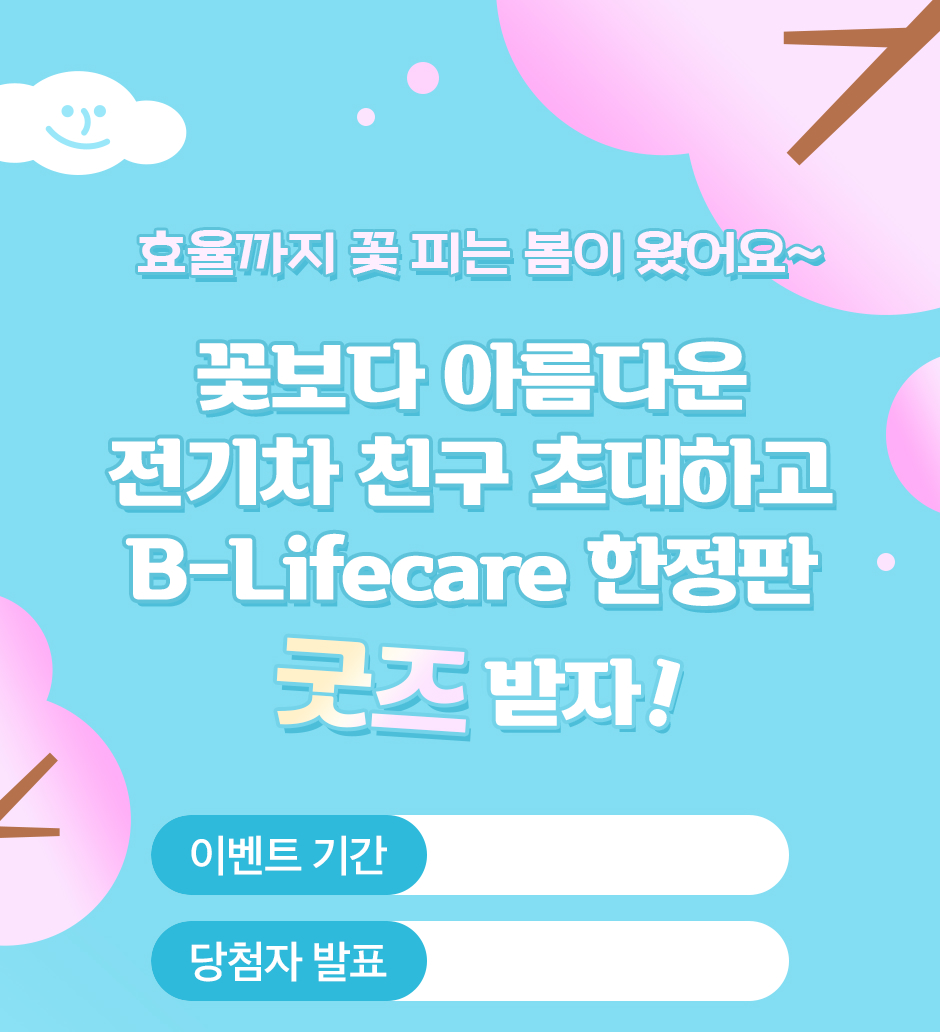 효율까지 꽃 피는 봄이 왔어요~
꽃보다 아름다운
전기차 친구 초대하고
B-Lifecare 한정판
굿즈 받자!
이벤트 기간
당첨자 발표